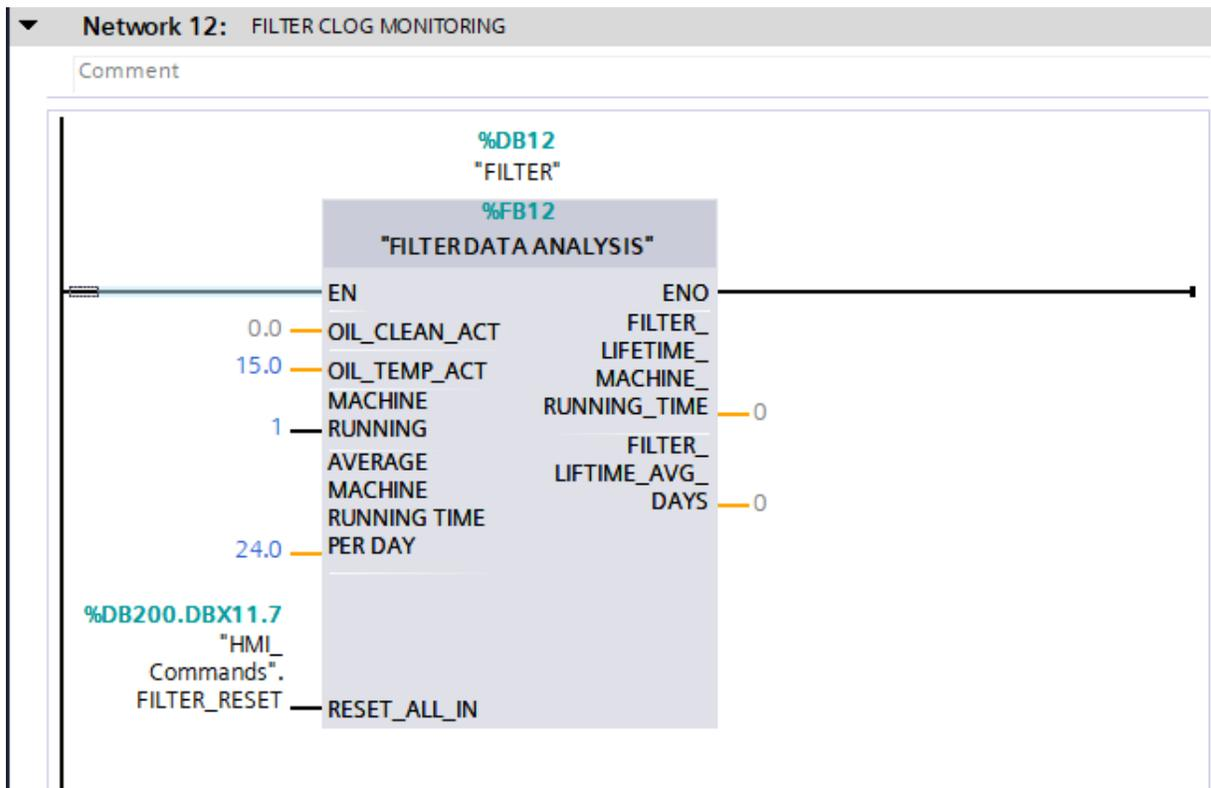 Network 12: FILTER CLOG MONITORING
Comment
%DB12
"FILTER"
%FB12
"FILTER DATA ANALYSIS"
EN
ENO
0.0
OIL_CLEAN_ACT
15.0
OIL_TEMP_ACT
1
MACHINE
RUNNING
24.0
AVERAGE
MACHINE
RUNNING TIME
PER DAY
%DB200.DBX11.7
"HMI_
Commands".
FILTER_RESET
RESET_ALL_IN
FILTER_
LIFETIME_
MACHINE_
RUNNING_TIME
0
FILTER_
LIFTIME_AVG_
DAYS
0